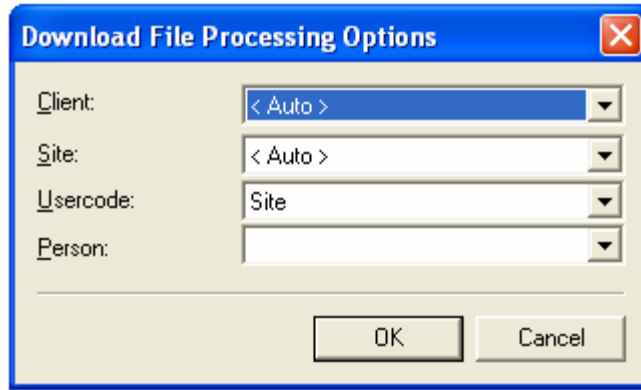 Download File Processing Options
Client: < Auto >
Site: < Auto >
Usercode: Site
Person:
OK Cancel